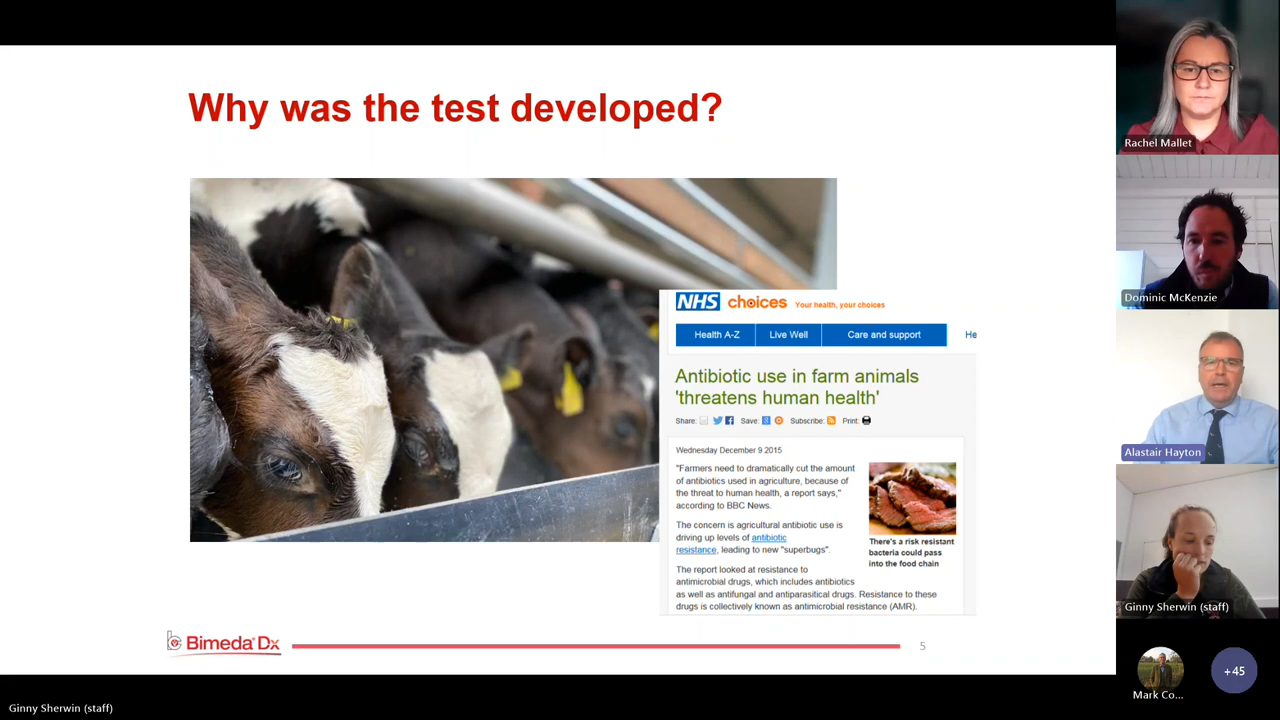 Why was the test developed?
NHS choices Your health, your choices
Health A-Z Live Well Care and support He
Antibiotic use in farm animals
'threatens human health'
Share: Save: Subscribe: Print:
Wednesday December 9 2015
"Farmers need to dramatically cut the amount
of antibiotics used in agriculture, because of
the threat to human health, a report says,"
according to BBC News.
The concern is agricultural antibiotic use is
driving up levels of antibiotic
resistance, leading to new "superbugs".
The report looked at resistance to
antimicrobial drugs, which includes antibiotics
as well as antifungal and antiparasitical drugs. Resistance to these
drugs is collectively known as antimicrobial resistance (AMR).
There's a risk resistant
bacteria could pass
into the food chain
Bimeda Dx
5
Rachel Mallet
Dominic McKenzie
Alastair Hayton
Ginny Sherwin (staff)
Mark Co...
+45
Ginny Sherwin (staff)